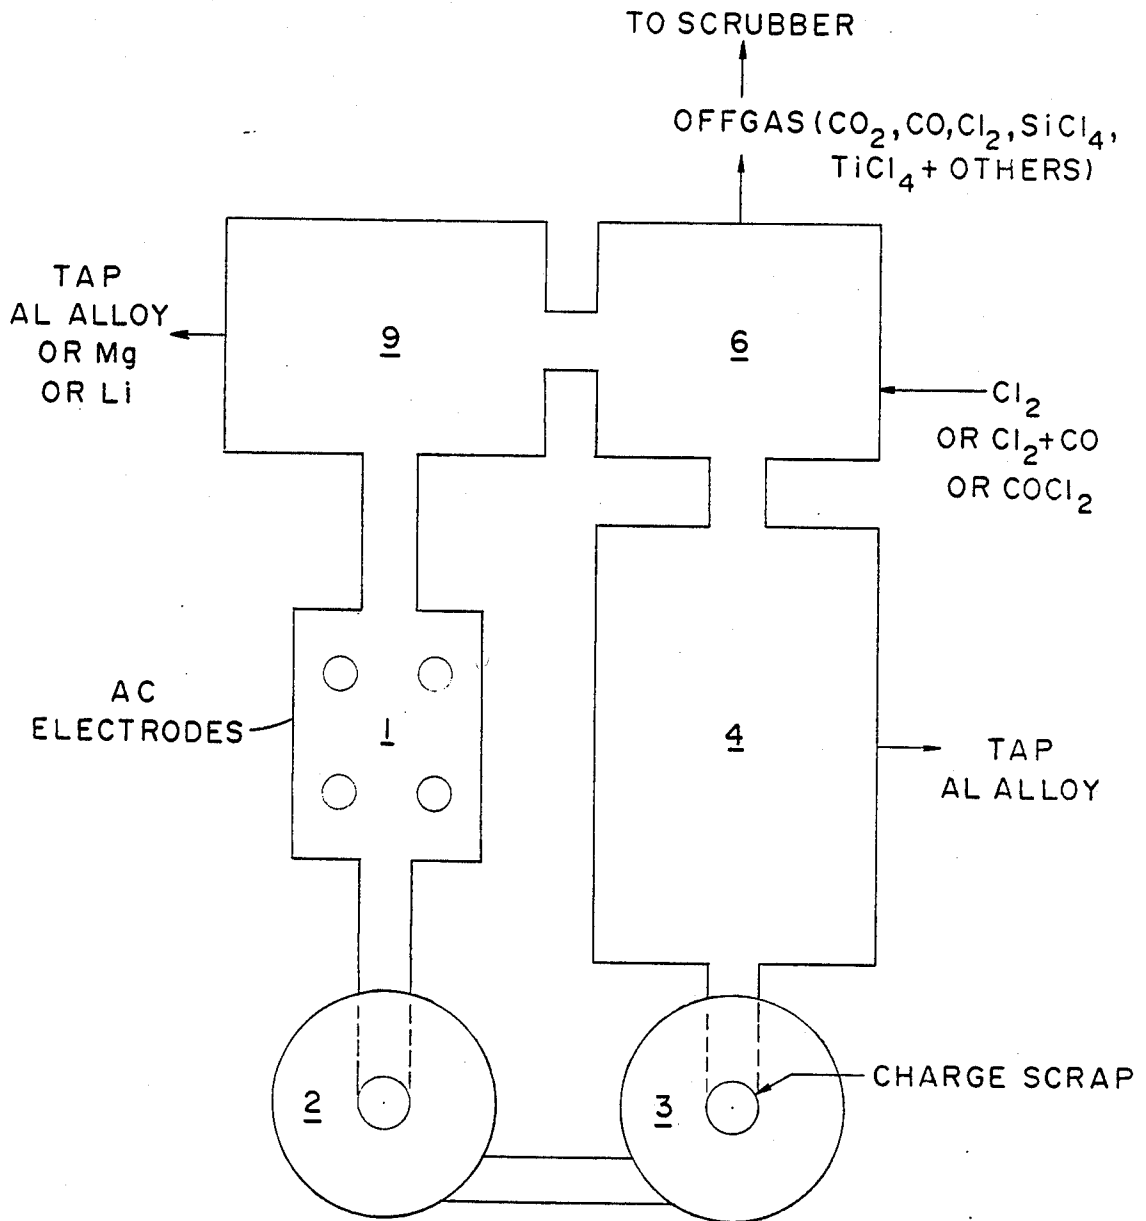 TO SCRUBBER
OFFGAS (CO2, CO, Cl2, SiCl4,
TiCl4 + OTHERS)
TAP
AL ALLOY
OR Mg
OR Li
9
6
Cl2
OR Cl2+CO
OR COCl2
AC
ELECTRODES
1
4
TAP
AL ALLOY
2
3
CHARGE SCRAP